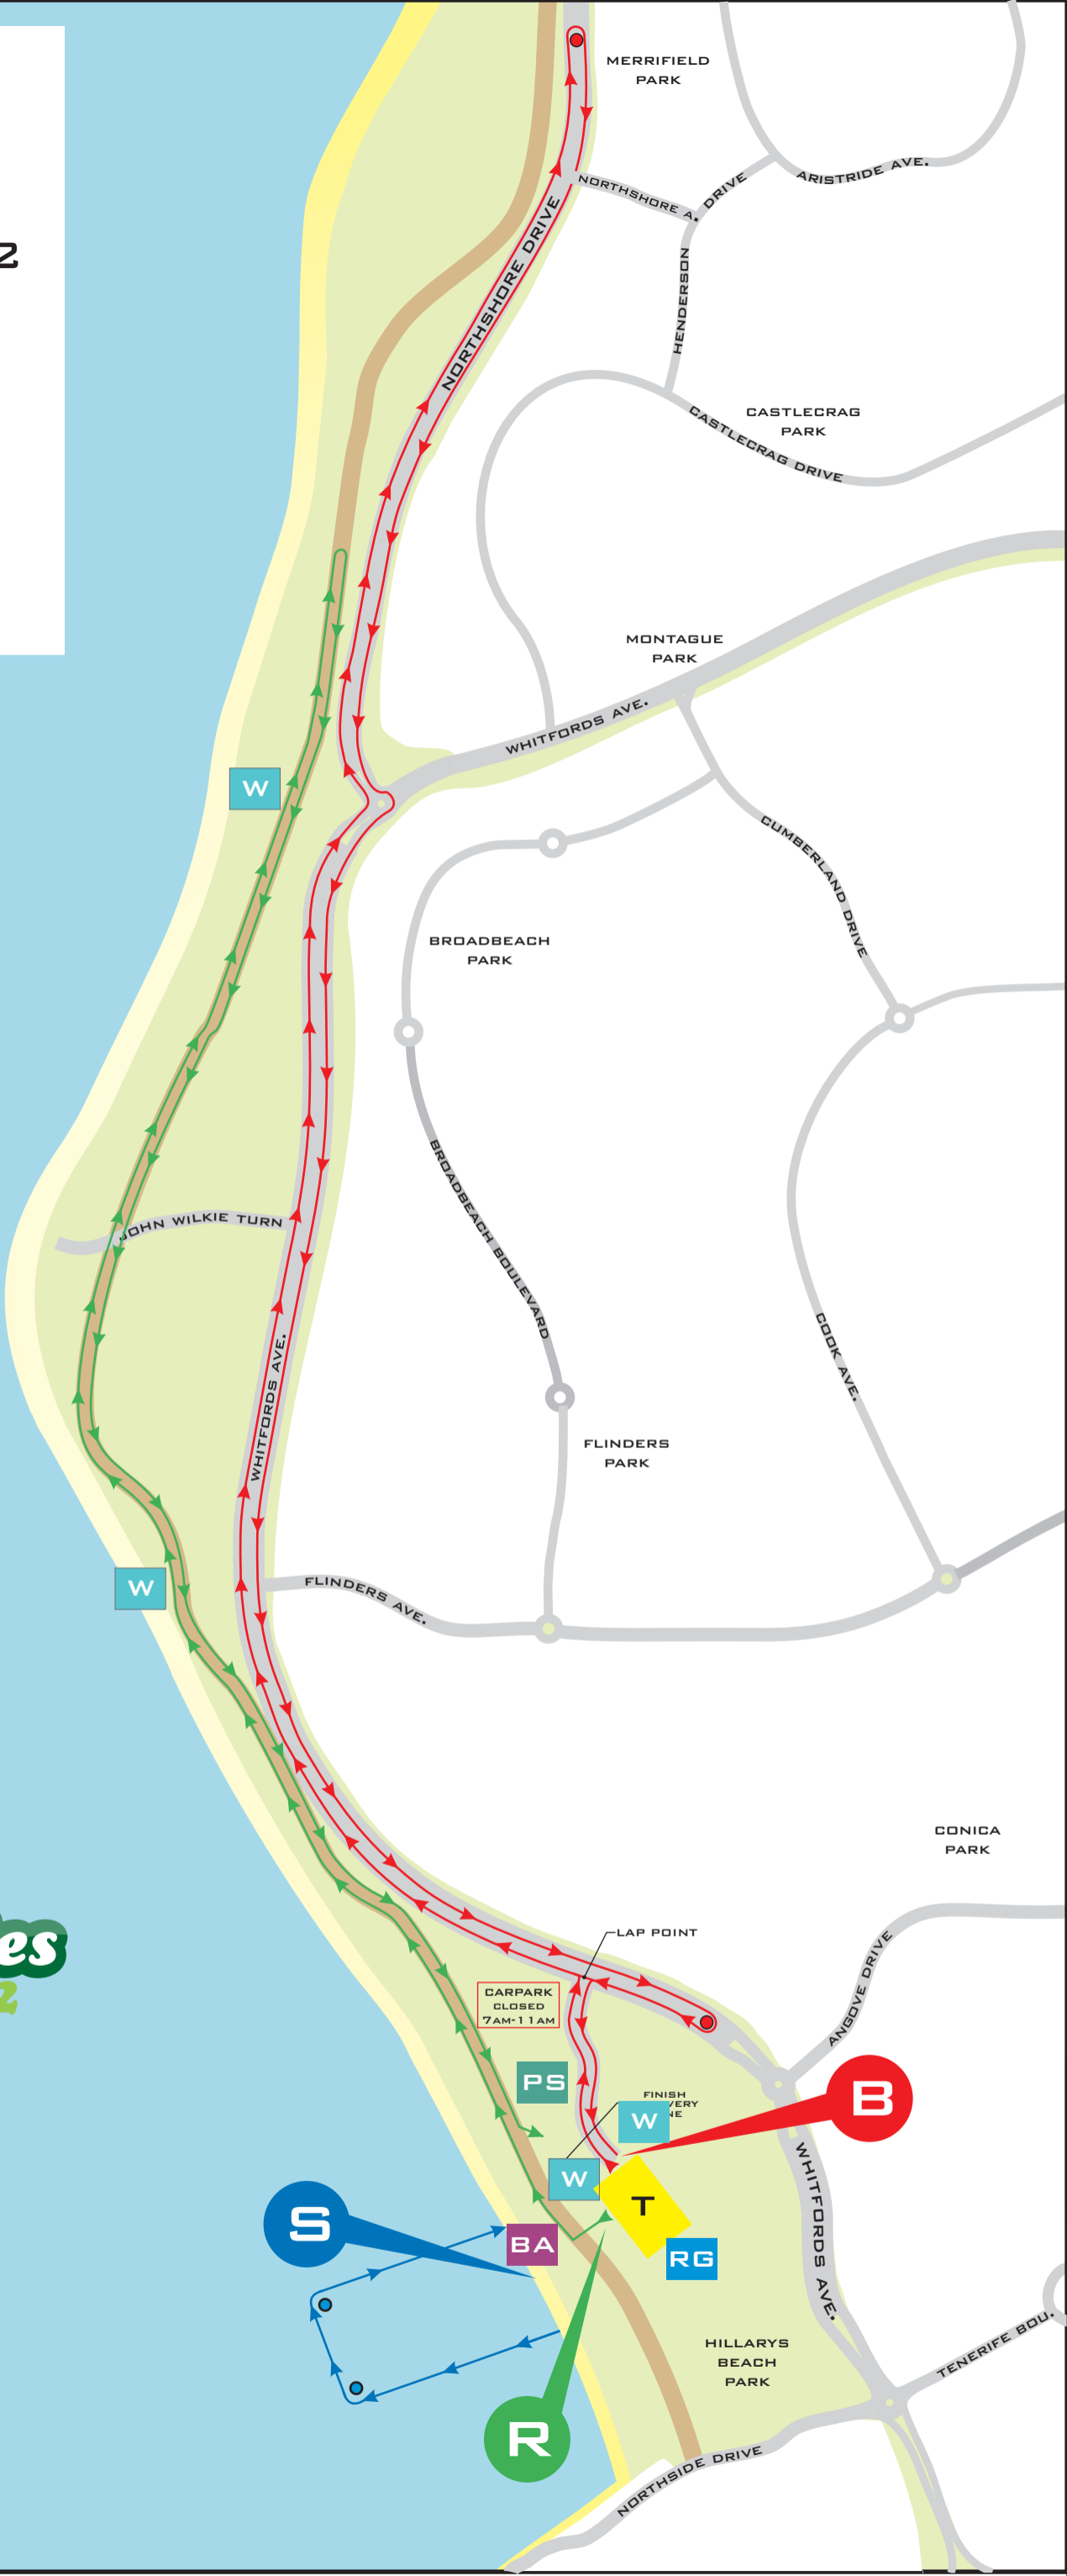 MERRIFIELD
PARK
ARISTRIDE AVE.
NORTHSHORE A.
DRIVE
HENDERSON
NORTHSHORE DRIVE
CASTLECRAG
PARK
CASTLECRAG DRIVE
MONTAGUE
PARK
WHITFORDS AVE.
W
CUMBERLAND DRIVE
BROADBEACH
PARK
BROADBEACH BOULEVARD
JOHN WILKIE TURN
COOK AVE.
WHITFORDS AVE.
FLINDERS
PARK
W
FLINDERS AVE.
CONICA
PARK
es
LAP POINT
ANGOVE DRIVE
CARPARK
CLOSED
7AM-11AM
PS
FINISH
W
B
W
T
WHITFORDS AVE.
S
BA
RG
HILLARYS
BEACH
PARK
TENERIFE BOU.
R
NORTHSIDE DRIVE